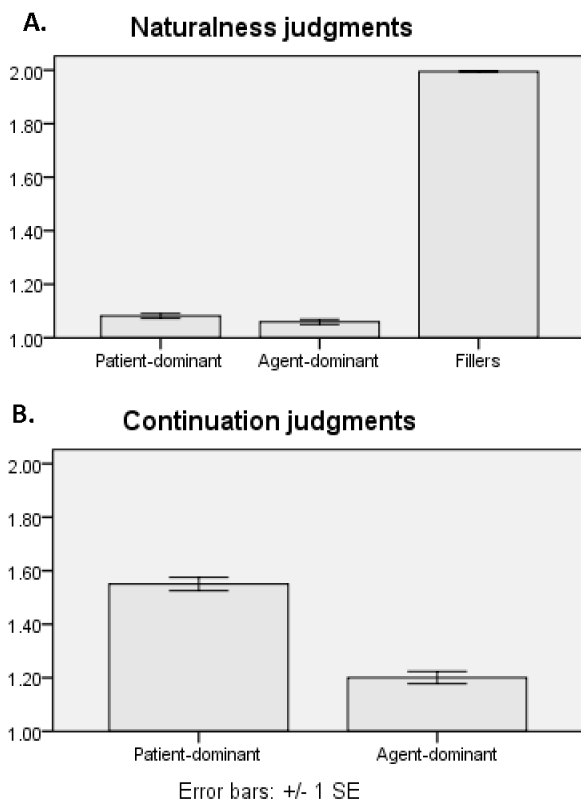 A.
Naturalness judgments
2.00
1.80
1.60
1.40
1.20
1.00
Patient-dominant Agent-dominant Fillers
B.
Continuation judgments
2.00
1.80
1.60
1.40
1.20
1.00
Patient-dominant Agent-dominant
Error bars: +/- 1 SE